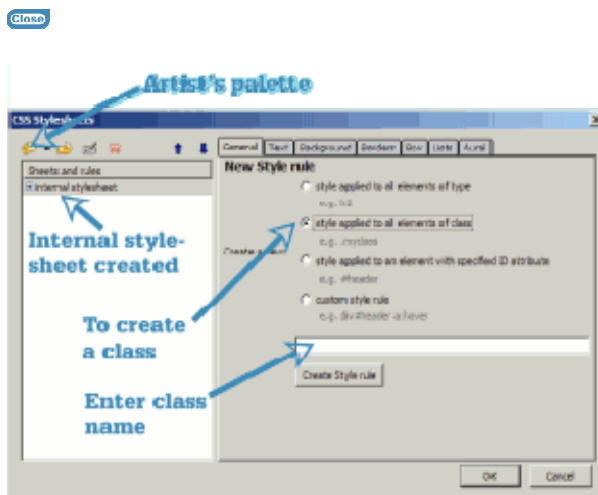 Close
Artist's palette
CSS Stylesheets
General Text Background Borders Box Lists Aural
Sheets and rules
New Style rule
internal stylesheet
style applied to all elements of type
e.g. h2
style applied to all elements of class
e.g. .myclass
Internal style-
sheet created
Create a new:
style applied to an element with specified ID attribute
e.g. #header
custom style rule
e.g. div#header a:hover
To create
a class
Create Style rule
Enter class
name
OK Cancel